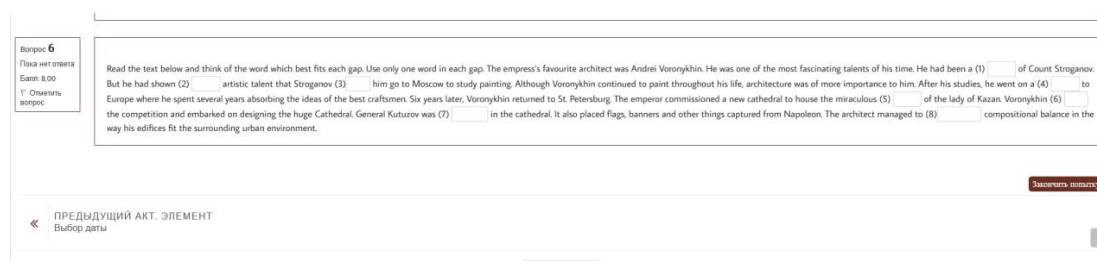 Вопрос 6
Пока нет ответа
Балл: 8,00
Отметить вопрос
Read the text below and think of the word which best fits each gap. Use only one word in each gap. The empress's favourite architect was Andrei Voronykhin. He was one of the most fascinating talents of his time. He had been a (1) of Count Stroganov.
But he had shown (2) artistic talent that Stroganov (3) him go to Moscow to study painting. Although Voronykhin continued to paint throughout his life, architecture was of more importance to him. After his studies, he went on a (4) to
Europe where he spent several years absorbing the ideas of the best craftsmen. Six years later, Voronykhin returned to St. Petersburg. The emperor commissioned a new cathedral to house the miraculous (5) of the lady of Kazan. Voronykhin (6)
the competition and embarked on designing the huge Cathedral. General Kutuzov was (7) in the cathedral. It also placed flags, banners and other things captured from Napoleon. The architect managed to (8) compositional balance in the
way his edifices fit the surrounding urban environment.
Закончить попытку
ПРЕДЫДУЩИЙ АКТ. ЭЛЕМЕНТ
Выбор даты